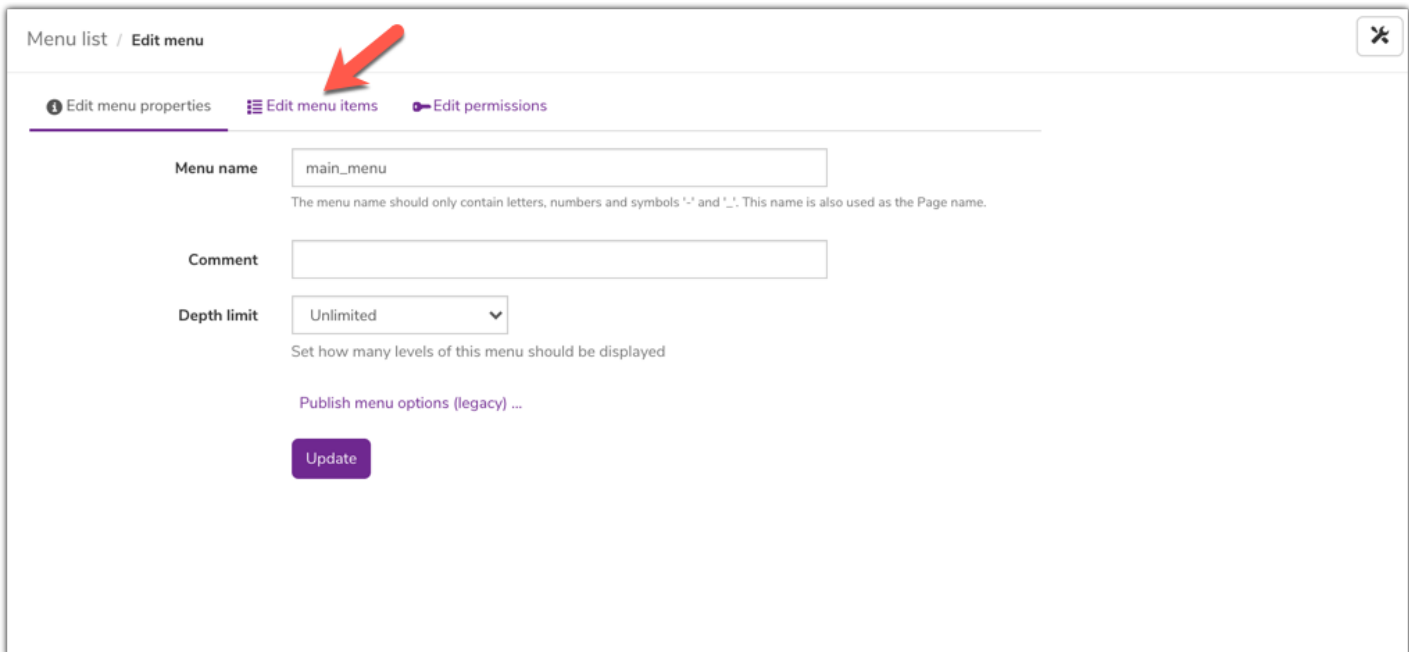 Menu list / Edit menu
Edit menu properties Edit menu items Edit permissions
Menu name main_menu
The menu name should only contain letters, numbers and symbols '-' and '_'. This name is also used as the Page name.
Comment
Depth limit Unlimited
Set how many levels of this menu should be displayed
Publish menu options (legacy) ...
Update